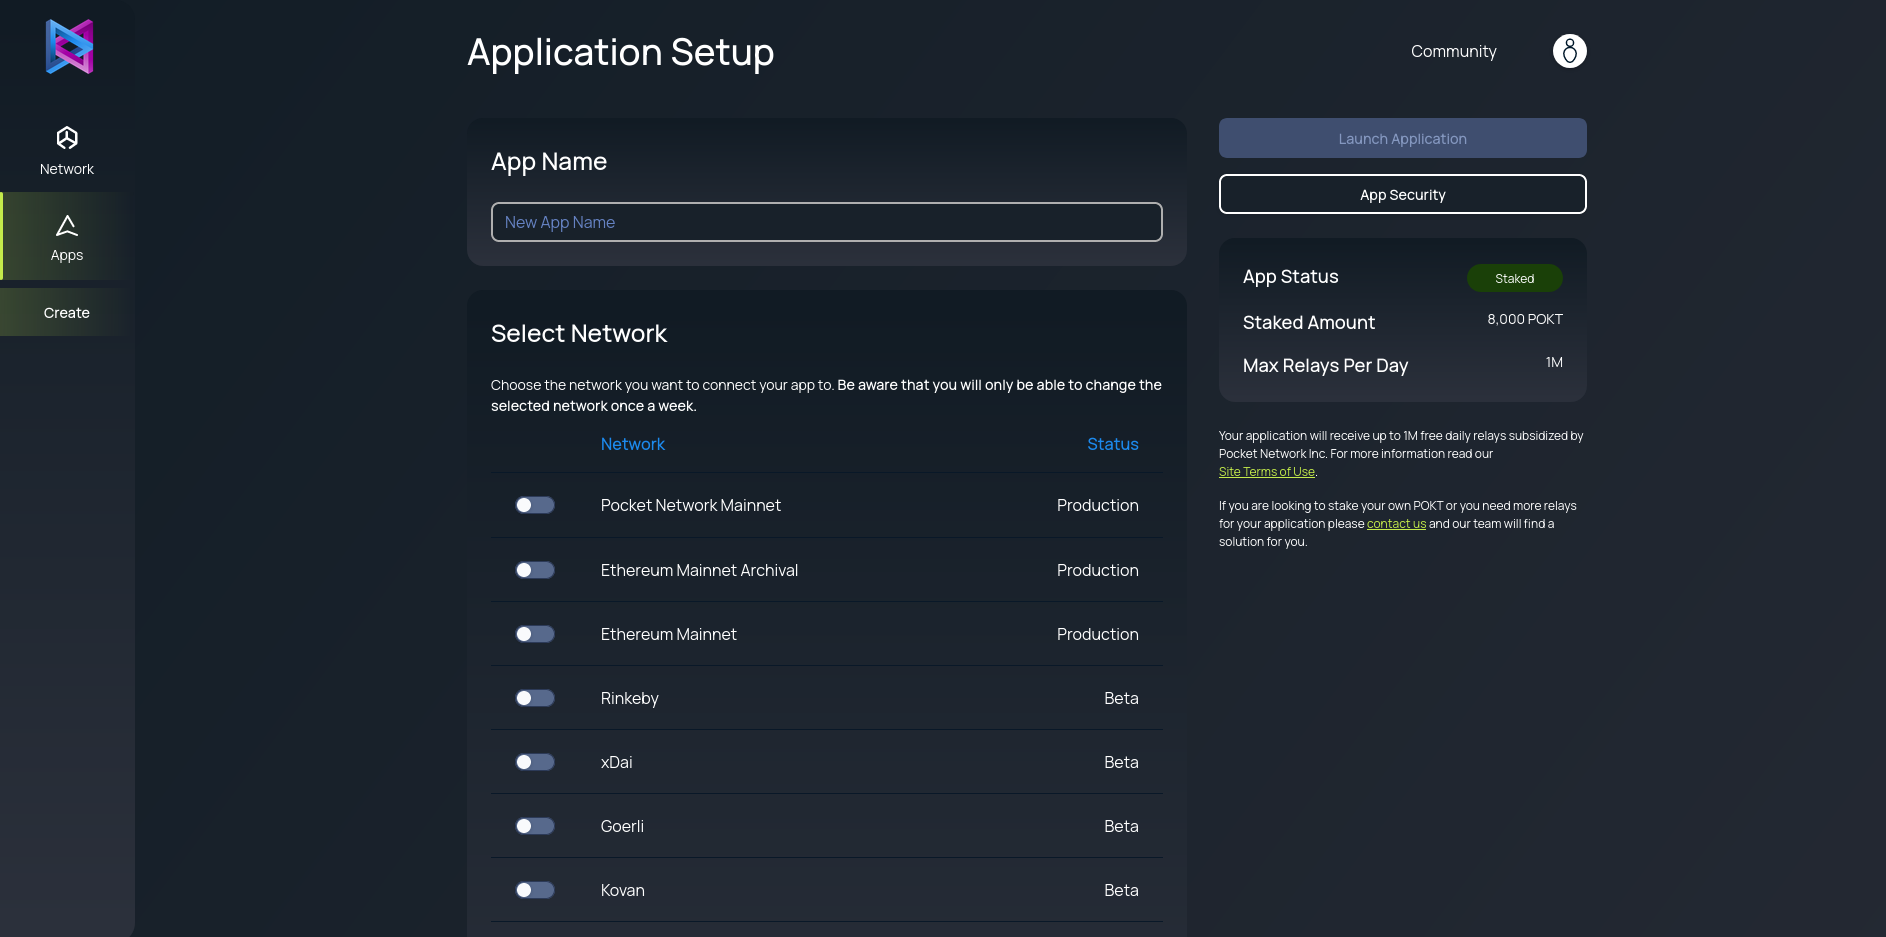 Application Setup
Community
Network
Apps
Create
App Name
New App Name
Select Network
Choose the network you want to connect your app to. Be aware that you will only be able to change the
selected network once a week.
Network Status
Pocket Network Mainnet Production
Ethereum Mainnet Archival Production
Ethereum Mainnet Production
Rinkeby Beta
xDai Beta
Goerli Beta
Kovan Beta
Launch Application
App Security
App Status Staked
Staked Amount 8,000 POKT
Max Relays Per Day 1M
Your application will receive up to 1M free daily relays subsidized by
Pocket Network Inc. For more information read our
Site Terms of Use.
If you are looking to stake your own POKT or you need more relays
for your application please contact us and our team will find a
solution for you.